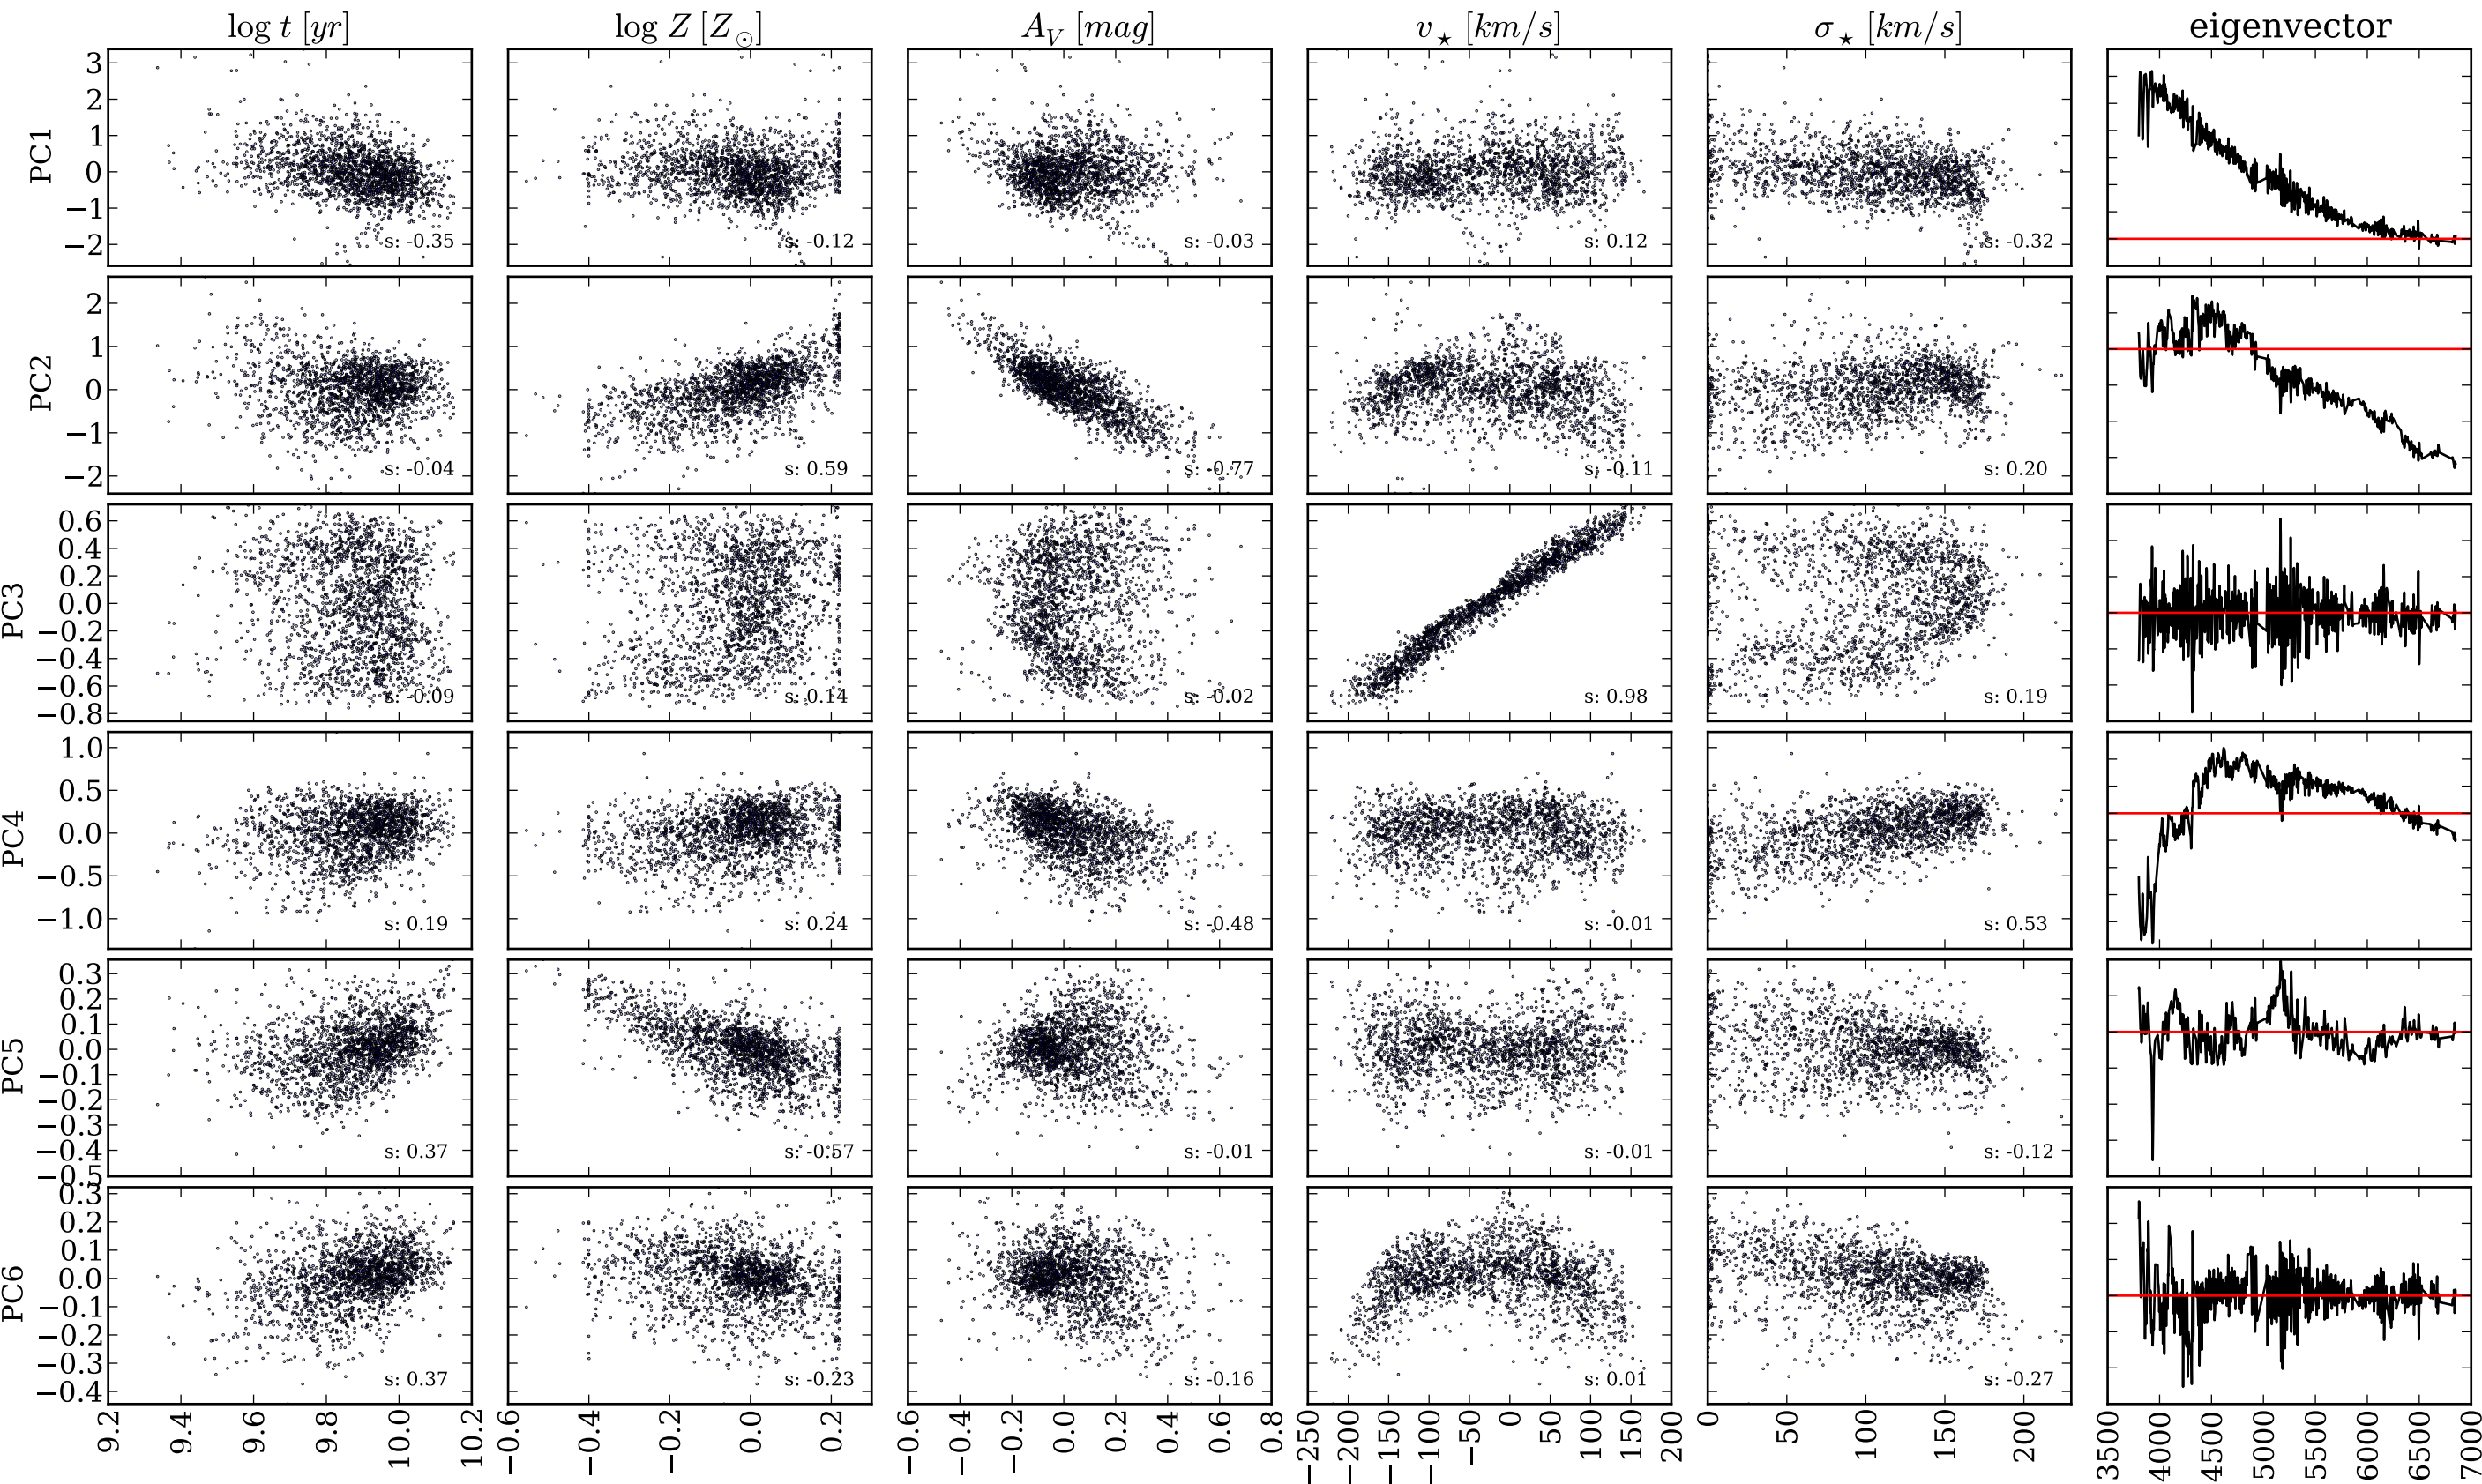 log t [yr] log Z [Z☉] A_V [mag] v⋆ [km/s] σ⋆ [km/s] eigenvector
PC1
3
2
1
0
−1
−2
s: -0.35 s: -0.12 s: -0.03 s: 0.12 s: -0.32
PC2
2
1
0
−1
−2
s: -0.04 s: 0.59 s: -0.77 s: -0.11 s: 0.20
PC3
0.6
0.4
0.2
0.0
−0.2
−0.4
−0.6
−0.8
s: -0.09 s: 0.14 s: -0.02 s: 0.98 s: 0.19
PC4
1.0
0.5
0.0
−0.5
−1.0
s: 0.19 s: 0.24 s: -0.48 s: -0.01 s: 0.53
PC5
0.3
0.2
0.1
0.0
−0.1
−0.2
−0.3
−0.4
−0.5
s: 0.37 s: -0.57 s: -0.01 s: -0.01 s: -0.12
PC6
0.3
0.2
0.1
0.0
−0.1
−0.2
−0.3
−0.4
s: 0.37 s: -0.23 s: -0.16 s: 0.01 s: -0.27
9.2 9.4 9.6 9.8 10.0 10.2 −0.6 −0.4 −0.2 0.0 0.2 −0.6 −0.4 −0.2 0.0 0.2 0.4 0.6 0.8 −250 −200 −150 −100 −50 0 50 100 150 200 0 50 100 150 200 3500 4000 4500 5000 5500 6000 6500 7000